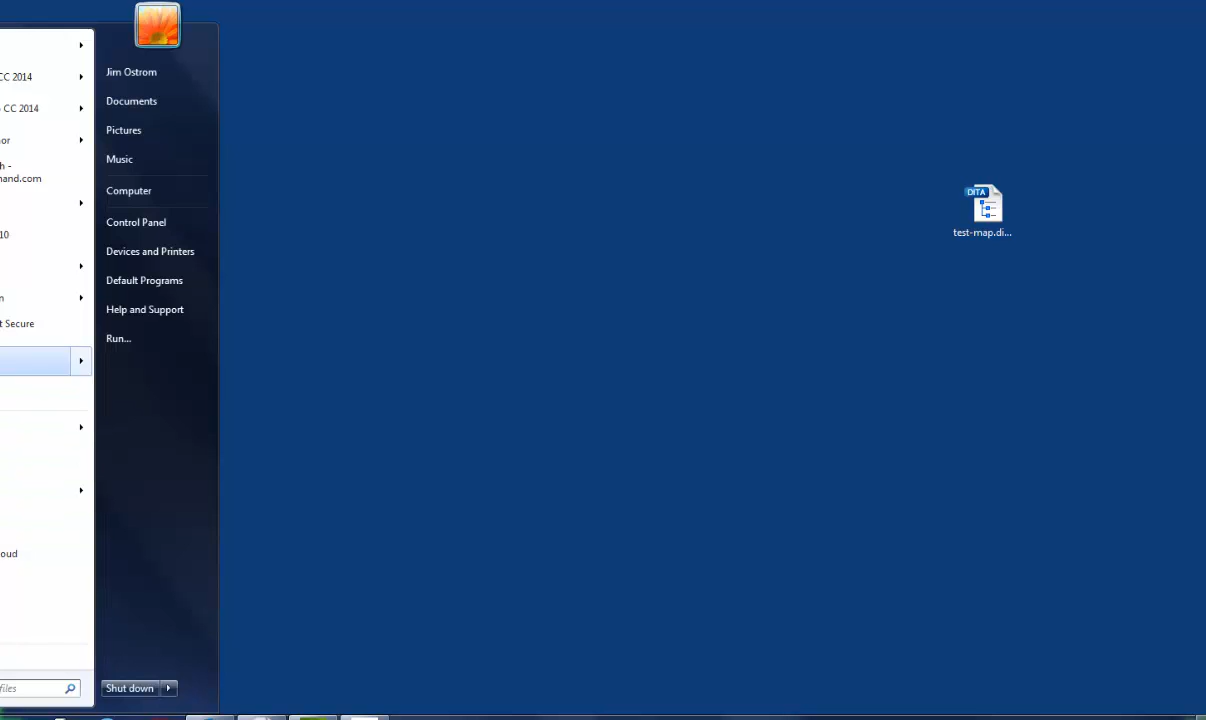 CC 2014
CC 2014
or
h -
nand.com
10
n
t Secure
oud
files
Jim Ostrom
Documents
Pictures
Music
Computer
Control Panel
Devices and Printers
Default Programs
Help and Support
Run...
Shut down
DITA
test-map.di...